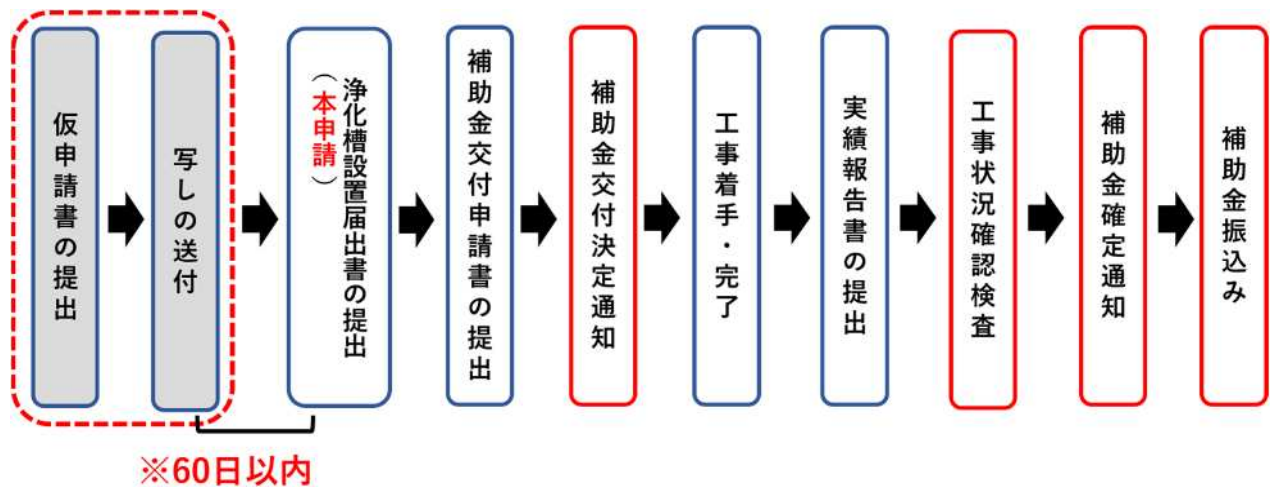 仮申請書の提出
写しの送付
浄化槽設置届出書の提出
（本申請）
補助金交付申請書の提出
補助金交付決定通知
工事着手・完了
実績報告書の提出
工事状況確認検査
補助金確定通知
補助金振込み
※60日以内